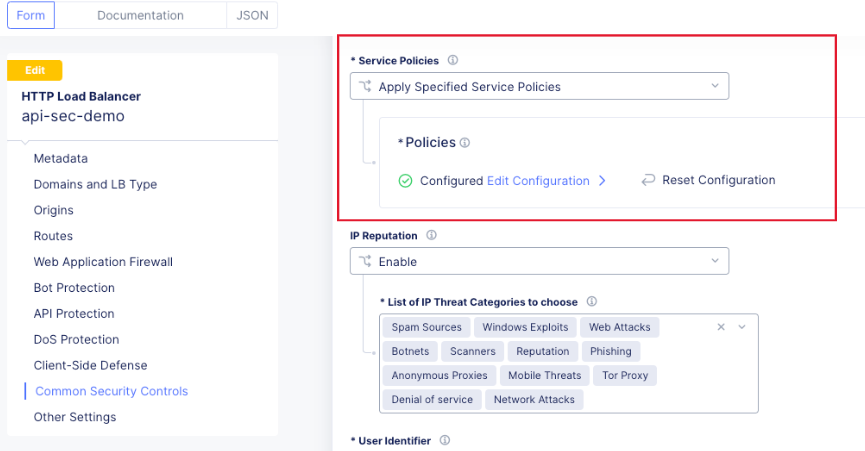 Form Documentation JSON
Edit
HTTP Load Balancer
api-sec-demo
Metadata
Domains and LB Type
Origins
Routes
Web Application Firewall
Bot Protection
API Protection
DoS Protection
Client-Side Defense
Common Security Controls
Other Settings
* Service Policies
Apply Specified Service Policies
* Policies
Configured Edit Configuration Reset Configuration
IP Reputation
Enable
* List of IP Threat Categories to choose
Spam Sources Windows Exploits Web Attacks
Botnets Scanners Reputation Phishing
Anonymous Proxies Mobile Threats Tor Proxy
Denial of service Network Attacks
* User Identifier